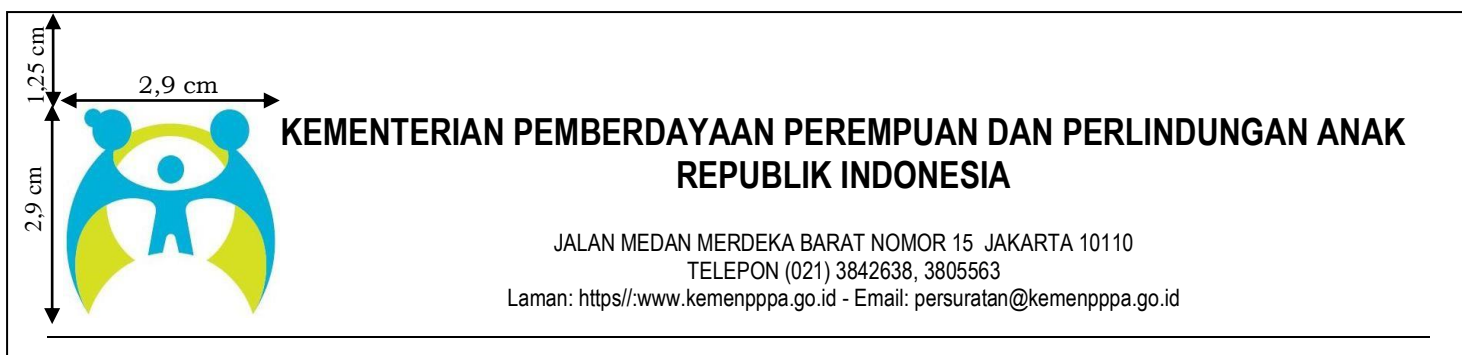 1,25 cm
2,9 cm
2,9 cm
KEMENTERIAN PEMBERDAYAAN PEREMPUAN DAN PERLINDUNGAN ANAK
REPUBLIK INDONESIA
JALAN MEDAN MERDEKA BARAT NOMOR 15 JAKARTA 10110
TELEPON (021) 3842638, 3805563
Laman: https//:www.kemenpppa.go.id - Email: persuratan@kemenpppa.go.id